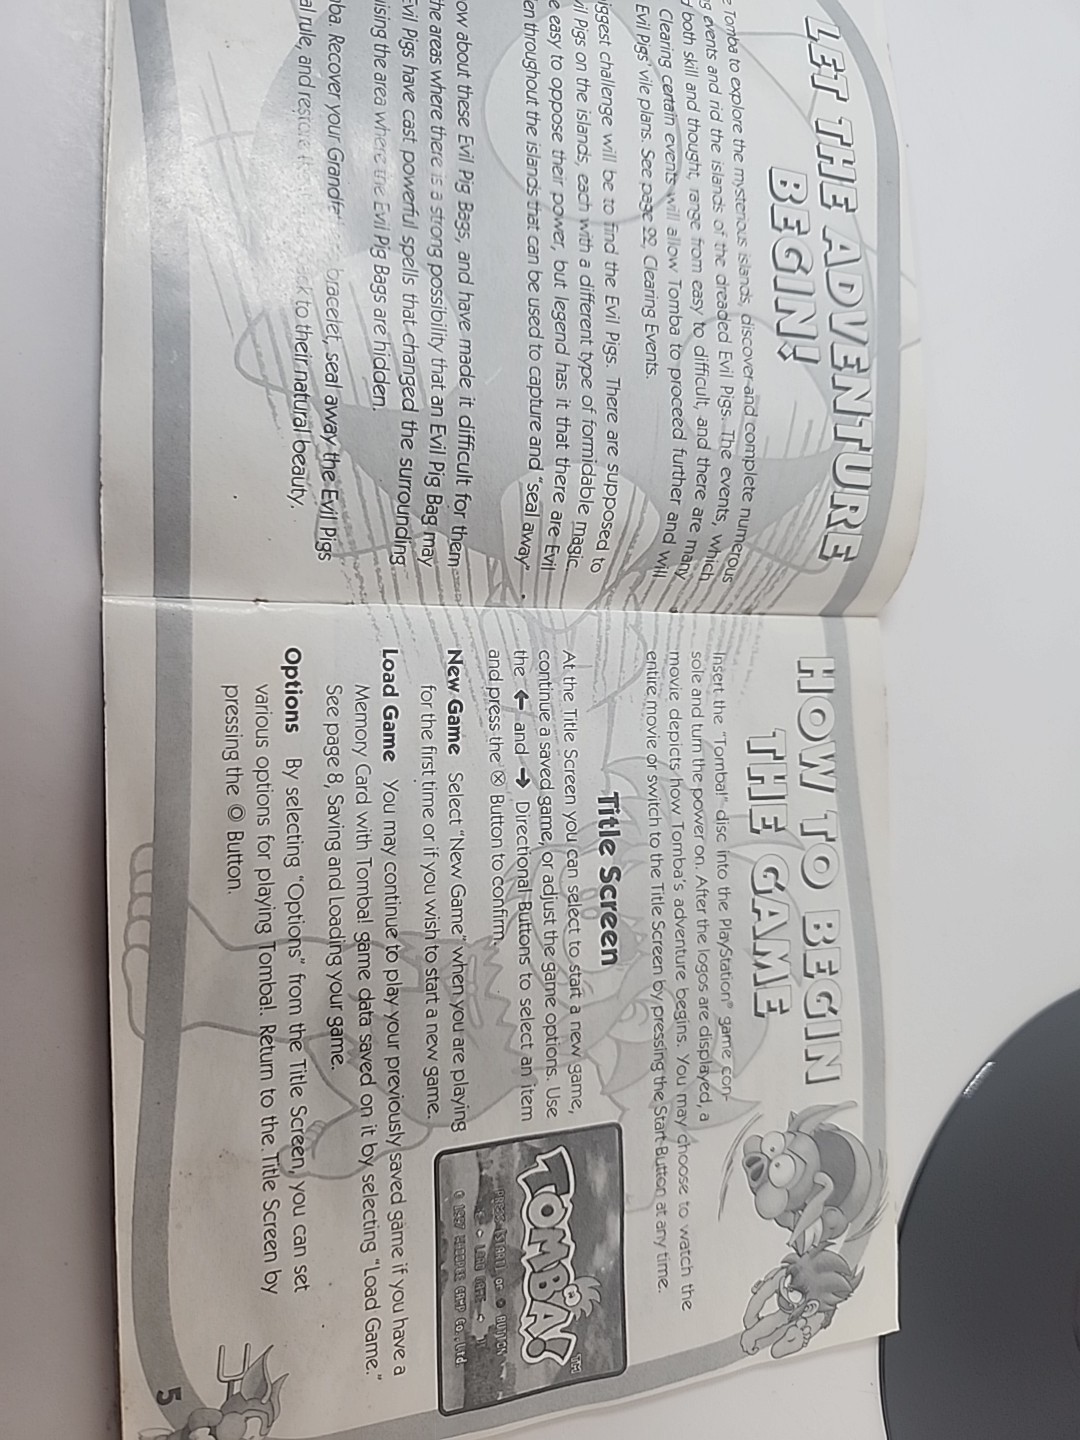 LET THE ADVENTURE
BEGIN!
Tomba to explore the mysterious islands, discover and complete numerous
events and rid the islands of the dreaded Evil Pigs. The events, which
both skill and thought, range from easy to difficult, and there are many
Clearing certain events will allow Tomba to proceed further and will
Evil Pigs' vile plans. See page 22, Clearing Events.
challenge will be to find the Evil Pigs. There are supposed to
Pigs on the islands, each with a different type of formidable magic.
easy to oppose their power, but legend has it that there are Evil
throughout the islands that can be used to capture and "seal away"
about these Evil Pig Bags, and have made it difficult for them
the areas where there is a strong possibility that an Evil Pig Bag may
Evil Pigs have cast powerful spells that changed the surrounding
the area where the Evil Pig Bags are hidden.
Recover your bracelet, seal away the Evil Pigs
rule, and to their natural beauty.
HOW TO BEGIN
THE GAME
Insert the "Tomba!" disc into the PlayStation® game con-
sole and turn the power on. After the logos are displayed, a
movie depicts how Tomba's adventure begins. You may choose to watch the
entire movie or switch to the Title Screen by pressing the Start Button at any time.
Title Screen
At the Title Screen you can select to start a new game,
continue a saved game, or adjust the game options. Use
the ← and → Directional Buttons to select an item
and press the ⓧ Button to confirm.
New Game Select "New Game" when you are playing
for the first time or if you wish to start a new game.
Load Game You may continue to play your previously saved game if you have a
Memory Card with Tomba! game data saved on it by selecting "Load Game."
See page 8, Saving and Loading your game.
Options By selecting "Options" from the Title Screen, you can set
various options for playing Tomba!. Return to the Title Screen by
pressing the ◎ Button.
TOMBA! TM
PRESS START or BUTTON
LOAD GAME
© 1997 WHOOPEE CAMP Co.,Ltd.
5